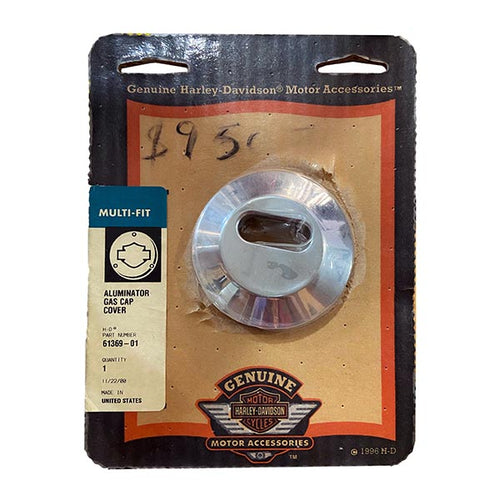 Genuine Harley-Davidson® Motor Accessories™
$95
MULTI-FIT
ALUMINATOR
GAS CAP
COVER
H-D®
PART NUMBER
61369-01
QUANTITY
1
11/22/00
MADE IN
UNITED STATES
GENUINE
MOTOR
HARLEY-DAVIDSON
CYCLES
MOTOR ACCESSORIES
™
© 1996 H-D